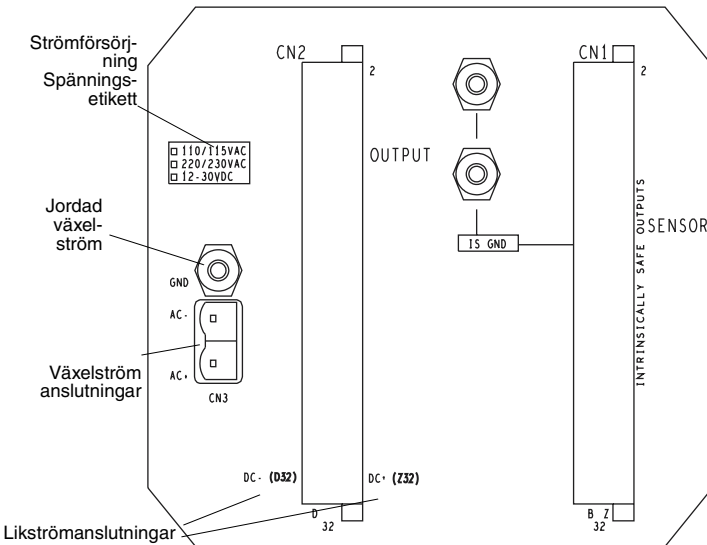 Strömförsörj-
ning
Spännings-
etikett
CN2
2
CN1
2
110/115VAC
220/230VAC
12-30VDC
OUTPUT
Jordad
växel-
ström
GND
IS GND
INTRINSICALLY SAFE OUTPUTS
SENSOR
AC-
Växelström
anslutningar
AC+
CN3
DC- (D32)
DC+ (Z32)
Likströmanslutningar
D
32
B Z
32